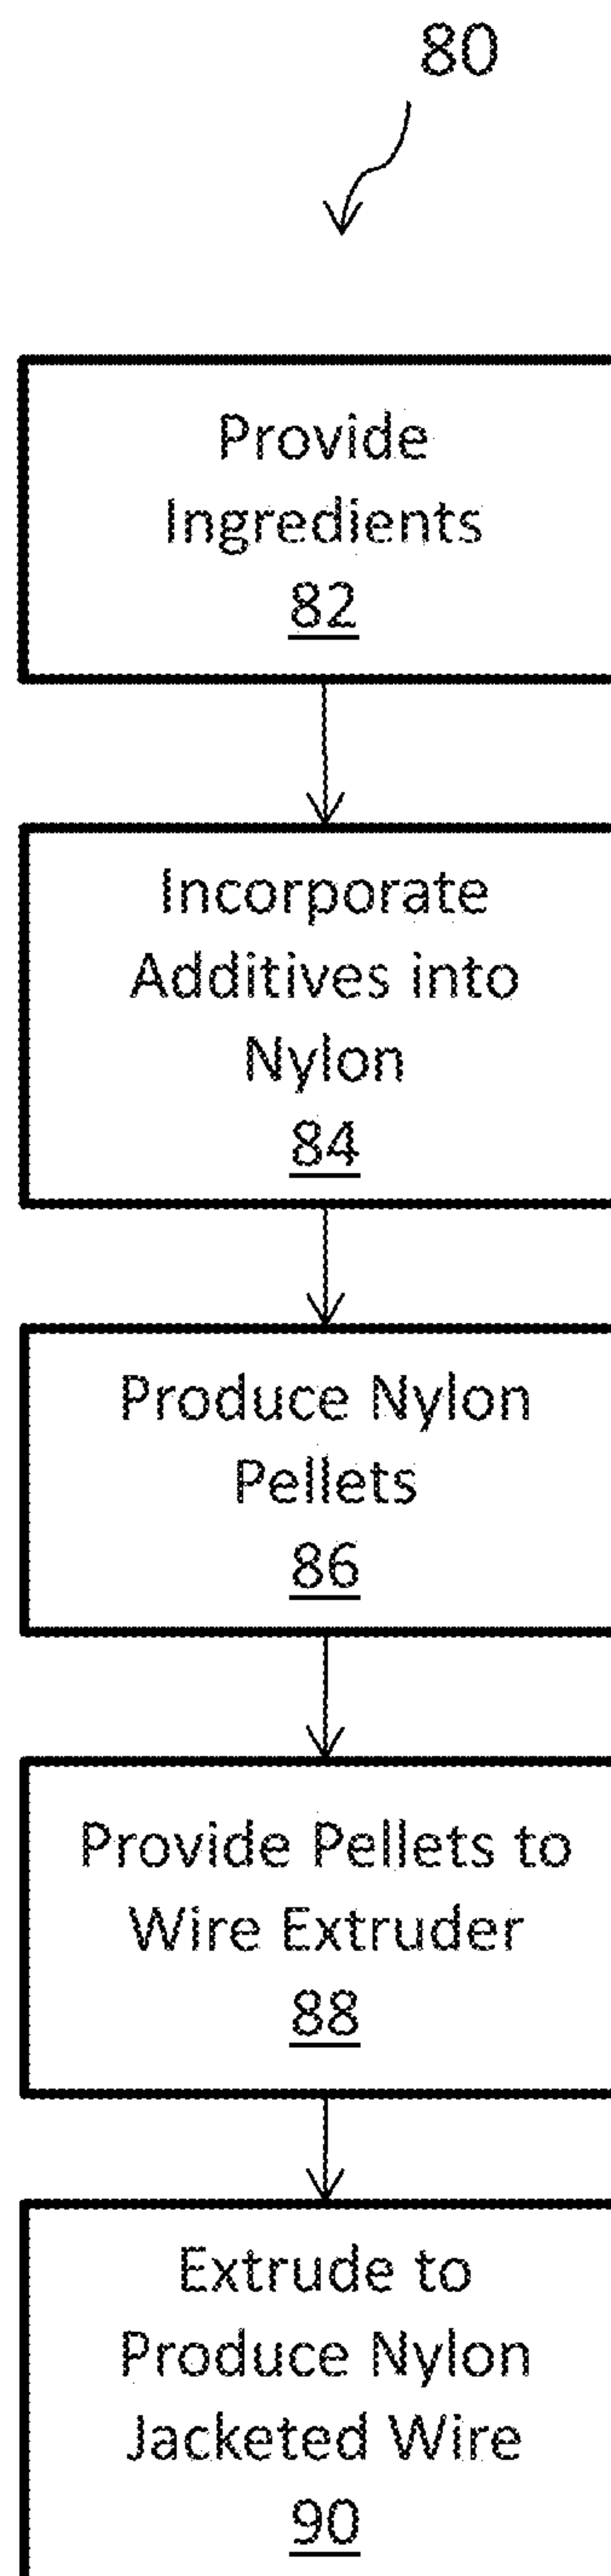 80
Provide
Ingredients
82
Incorporate
Additives into
Nylon
84
Produce Nylon
Pellets
86
Provide Pellets to
Wire Extruder
88
Extrude to
Produce Nylon
Jacketed Wire
90